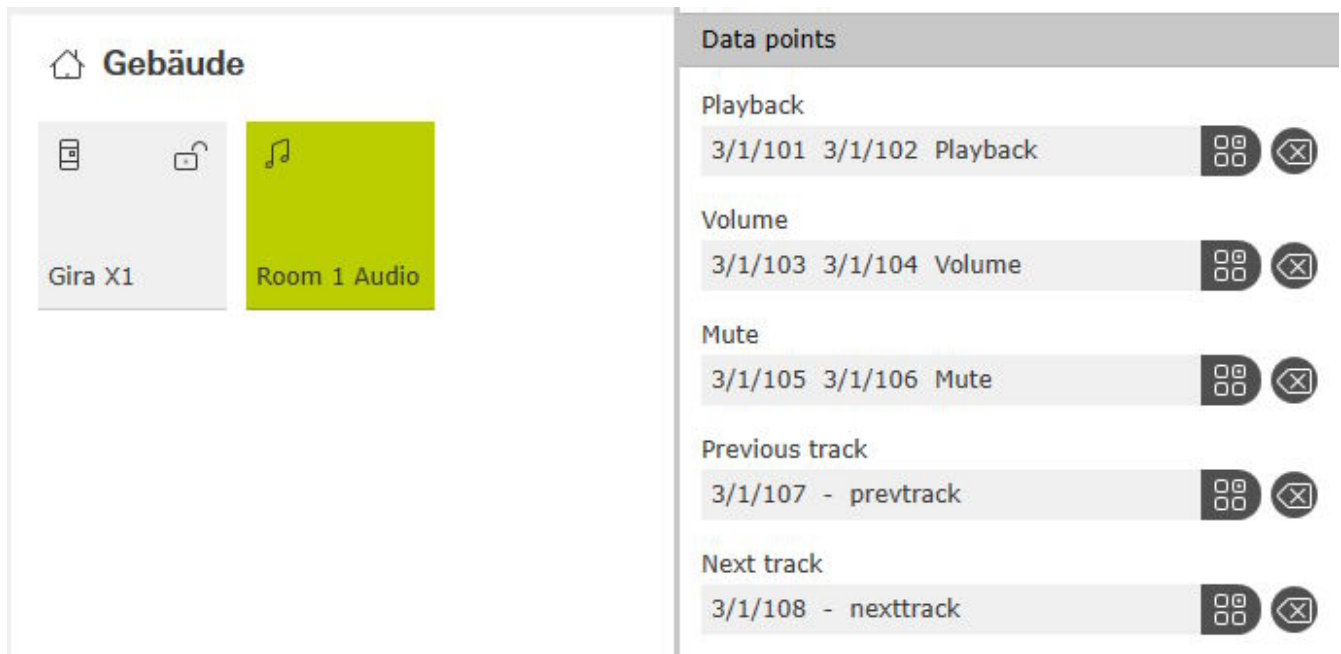 Gebäude
Gira X1
Room 1 Audio
Data points
Playback
3/1/101 3/1/102 Playback
Volume
3/1/103 3/1/104 Volume
Mute
3/1/105 3/1/106 Mute
Previous track
3/1/107 - prevtrack
Next track
3/1/108 - nexttrack